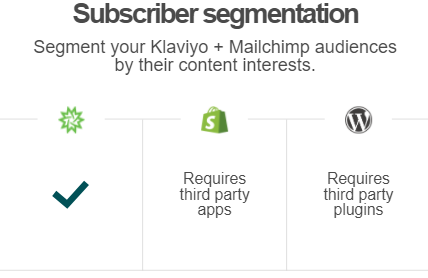 Subscriber segmentation
Segment your Klaviyo + Mailchimp audiences
by their content interests.
Requires
third party
apps
Requires
third party
plugins